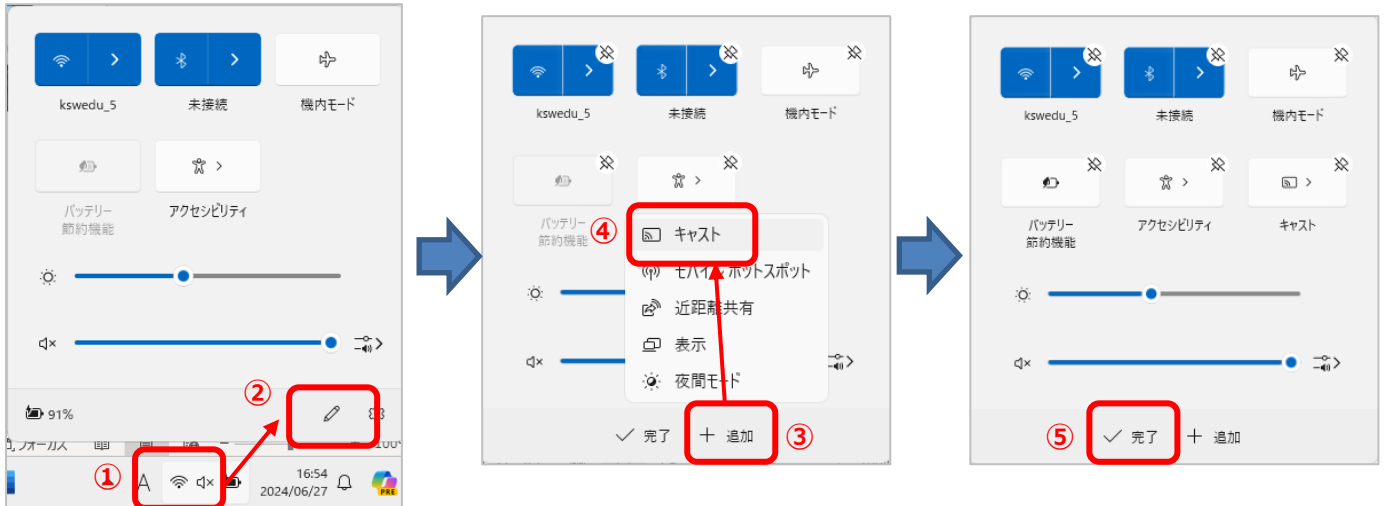 kswedu_5
未接続
機内モード
バッテリー
節約機能
アクセシビリティ
91%
②
フォーカス
100%
①
A
16:54
2024/06/27
PRE
kswedu_5
未接続
機内モード
バッテリー
節約機能
④
キャスト
モバイル ホットスポット
近距離共有
表示
夜間モード
完了
追加
③
kswedu_5
未接続
機内モード
バッテリー
節約機能
アクセシビリティ
キャスト
⑤
完了
追加